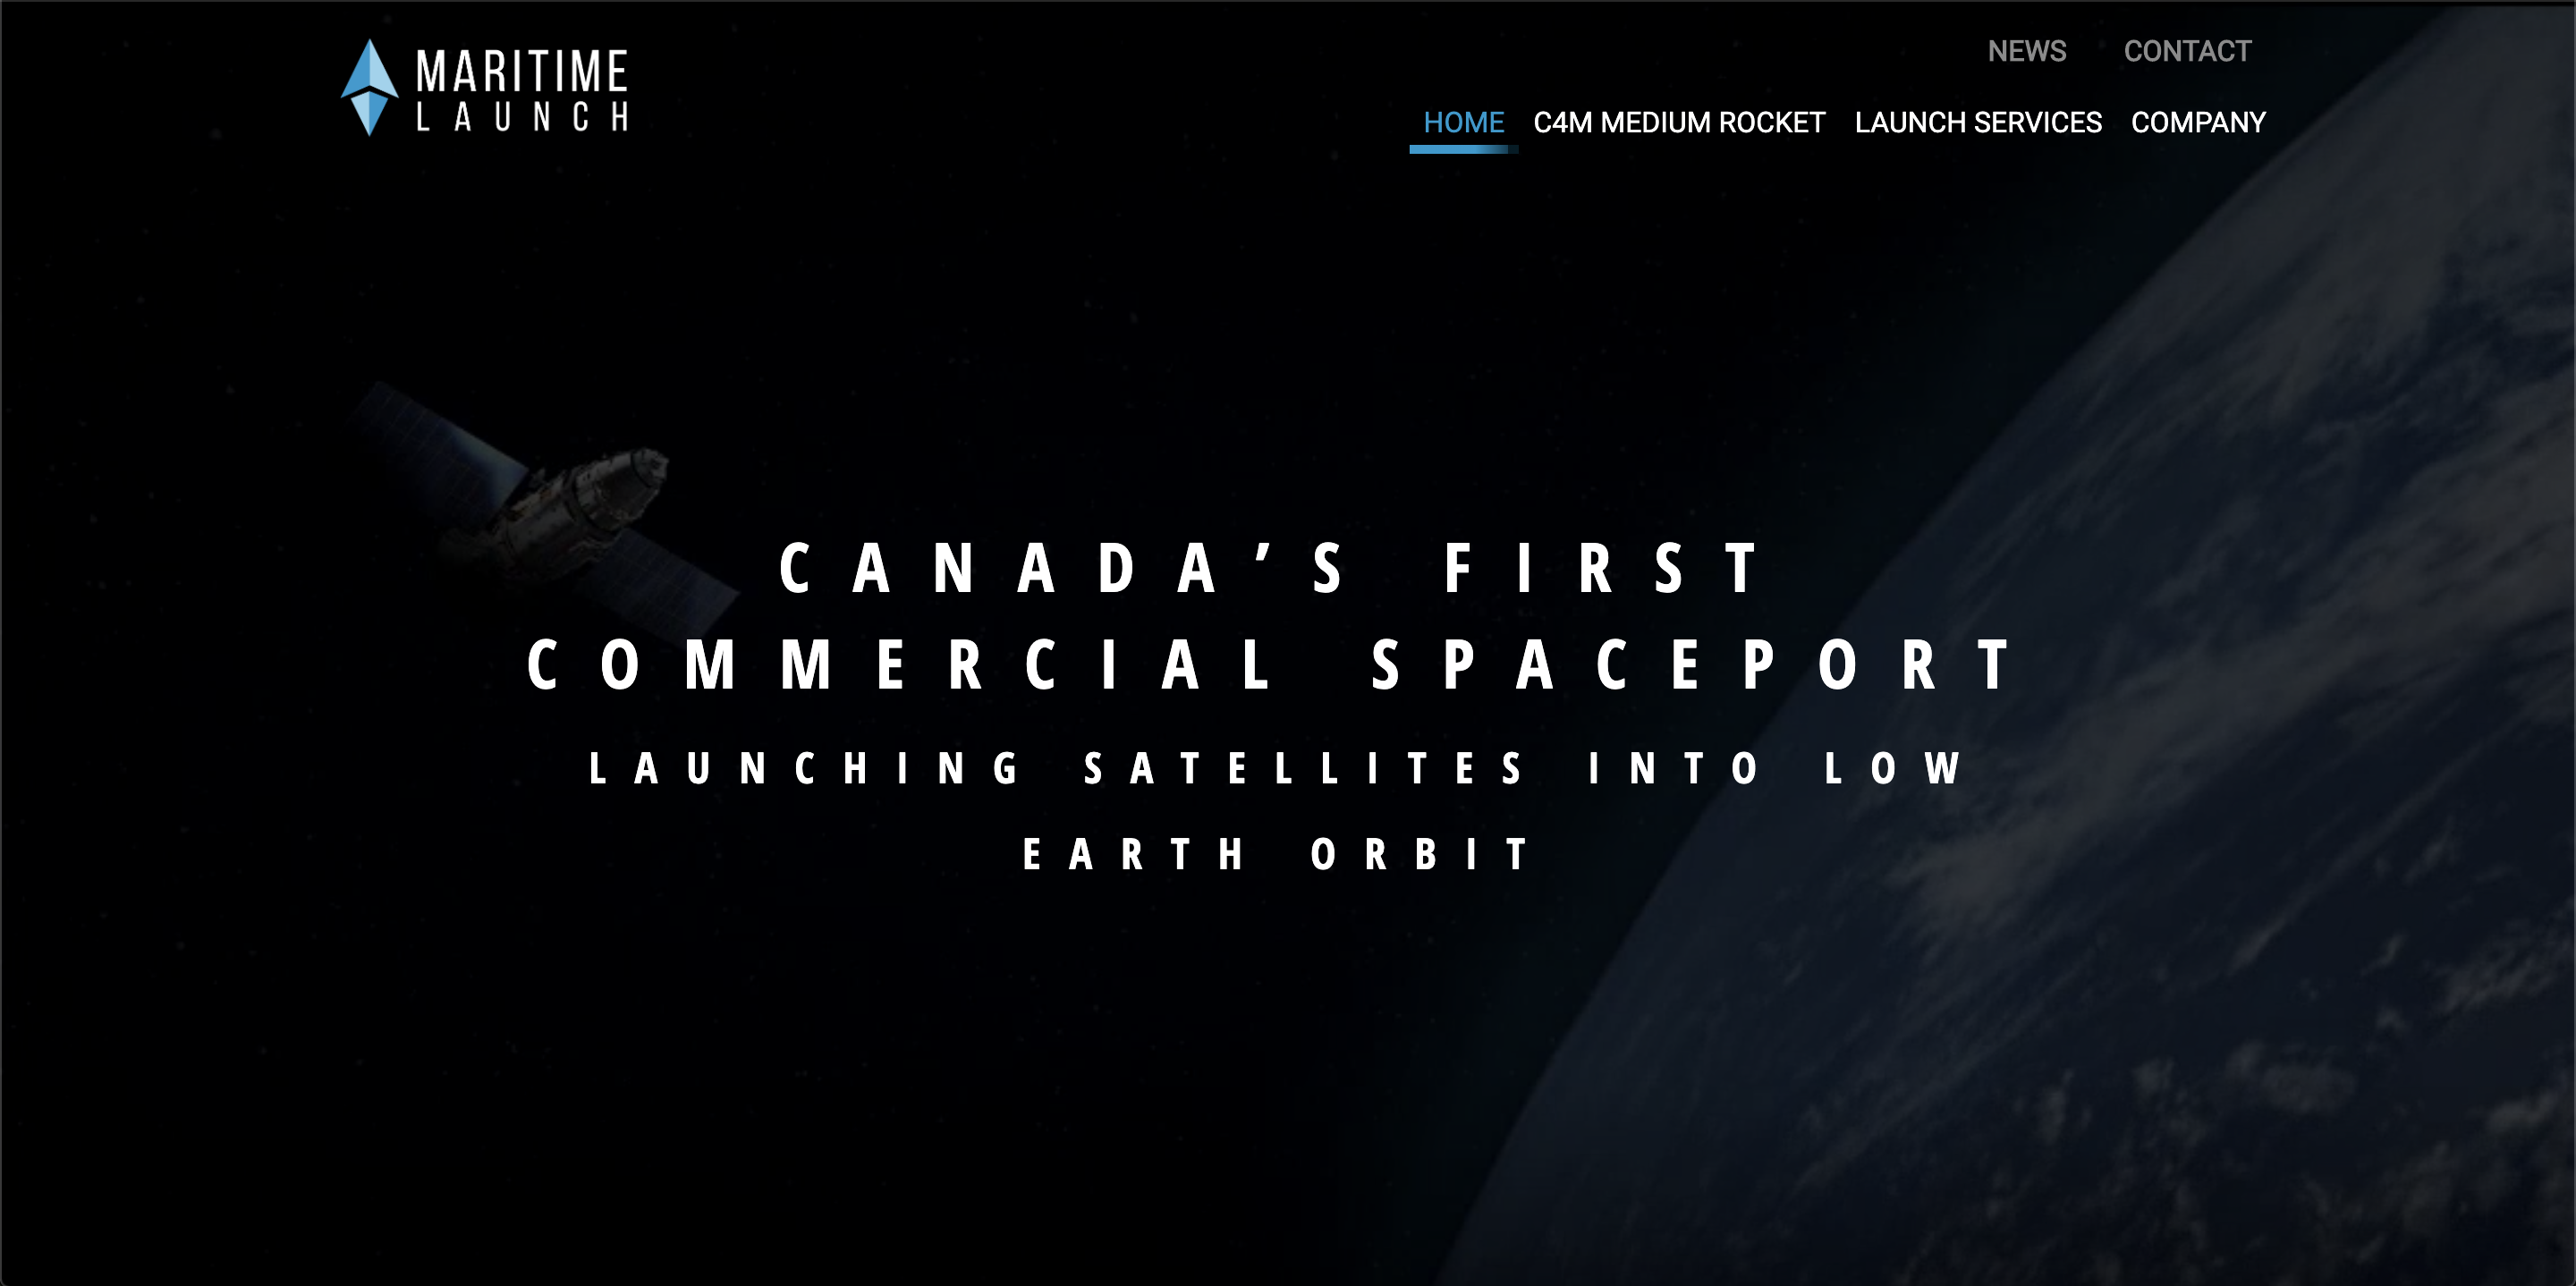 MARITIME
LAUNCH
NEWS CONTACT
HOME C4M MEDIUM ROCKET LAUNCH SERVICES COMPANY
CANADA’S FIRST
COMMERCIAL SPACEPORT
LAUNCHING SATELLITES INTO LOW
EARTH ORBIT